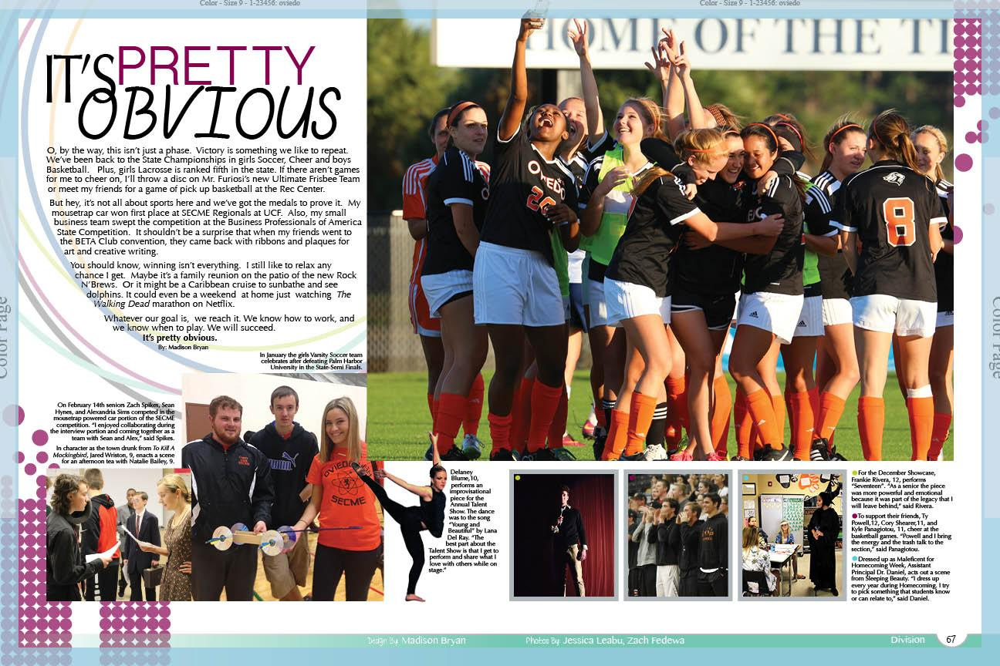 Color - Size 9 - 1-23456: oviedo
Color - Size 9 - 1-23456: oviedo
IT'S PRETTY
OBVIOUS
O, by the way, this isn't just a phase. Victory is something we like to repeat.
We've been back to the State Championships in girls Soccer, Cheer and boys
Basketball. Plus, girls Lacrosse is ranked fifth in the state. If there aren't games
for me to cheer on, I'll throw a disc on Mr. Furiosi's new Ultimate Frisbee Team
or meet my friends for a game of pick up basketball at the Rec Center.
But hey, it's not all about sports here and we've got the medals to prove it. My
mousetrap car won first place at SECME Regionals at UCF. Also, my small
business team swept the competition at the Business Professionals of America
State Competition. It shouldn't be a surprise that when my friends went to
the BETA Club convention, they came back with ribbons and plaques for
art and creative writing.
You should know, winning isn't everything. I still like to relax any
chance I get. Maybe it's a family reunion on the patio of the new Rock
N'Brews. Or it might be a Caribbean cruise to sunbathe and see
dolphins. It could even be a weekend at home just watching The
Walking Dead marathon on Netflix.
Whatever our goal is, we reach it. We know how to work, and
we know when to play. We will succeed.
It's pretty obvious.
By: Madison Bryan
In January the girls Varsity Soccer team
celebrates after defeating Palm Harbor
University in the State-Semi Finals.
HOME OF THE TI
OVIEDO
20
8
Color Page
Color Page
On February 14th seniors Zach Spikes, Sean
Hynes, and Alexandria Sims competed in the
mousetrap powered car portion of the SECME
competition. "I enjoyed collaborating during
the interview portion and coming together as a
team with Sean and Alex," said Spikes.
In character as the town drunk from To Kill A
Mockingbird, Jared Wriston, 9, enacts a scene
for an afternoon tea with Natalie Bailey, 9.
PUMA
OVIEDO
SECME
Delaney
Blume,10,
performs an
improvisational
piece for the
Annual Talent
Show. The dance
was to the song
"Young and
Beautiful" by Lana
Del Ray. "The
best part about the
Talent Show is that I get to
perform and share what I
love with others while on
stage."
For the December Showcase,
Frankie Rivera, 12, performs
"Seventeen". "As a senior the piece
was more powerful and emotional
because it was part of the legacy that I
will leave behind," said Rivera.
To support their friends, Ty
Powell,12, Cory Shearer,11, and
Kyle Panagiotou, 11, cheer at the
basketball games. "Powell and I bring
the energy and the trash talk to the
section," said Panagiotou.
Dressed up as Maleficent for
Homecoming Week, Assistant
Principal Dr. Daniel, acts out a scene
from Sleeping Beauty. "I dress up
every year during Homecoming. I try
to pick something that students know
or can relate to," said Daniel.
Design By: Madison Bryan
Photos By: Jessica Leabu, Zach Fedewa
Division
67